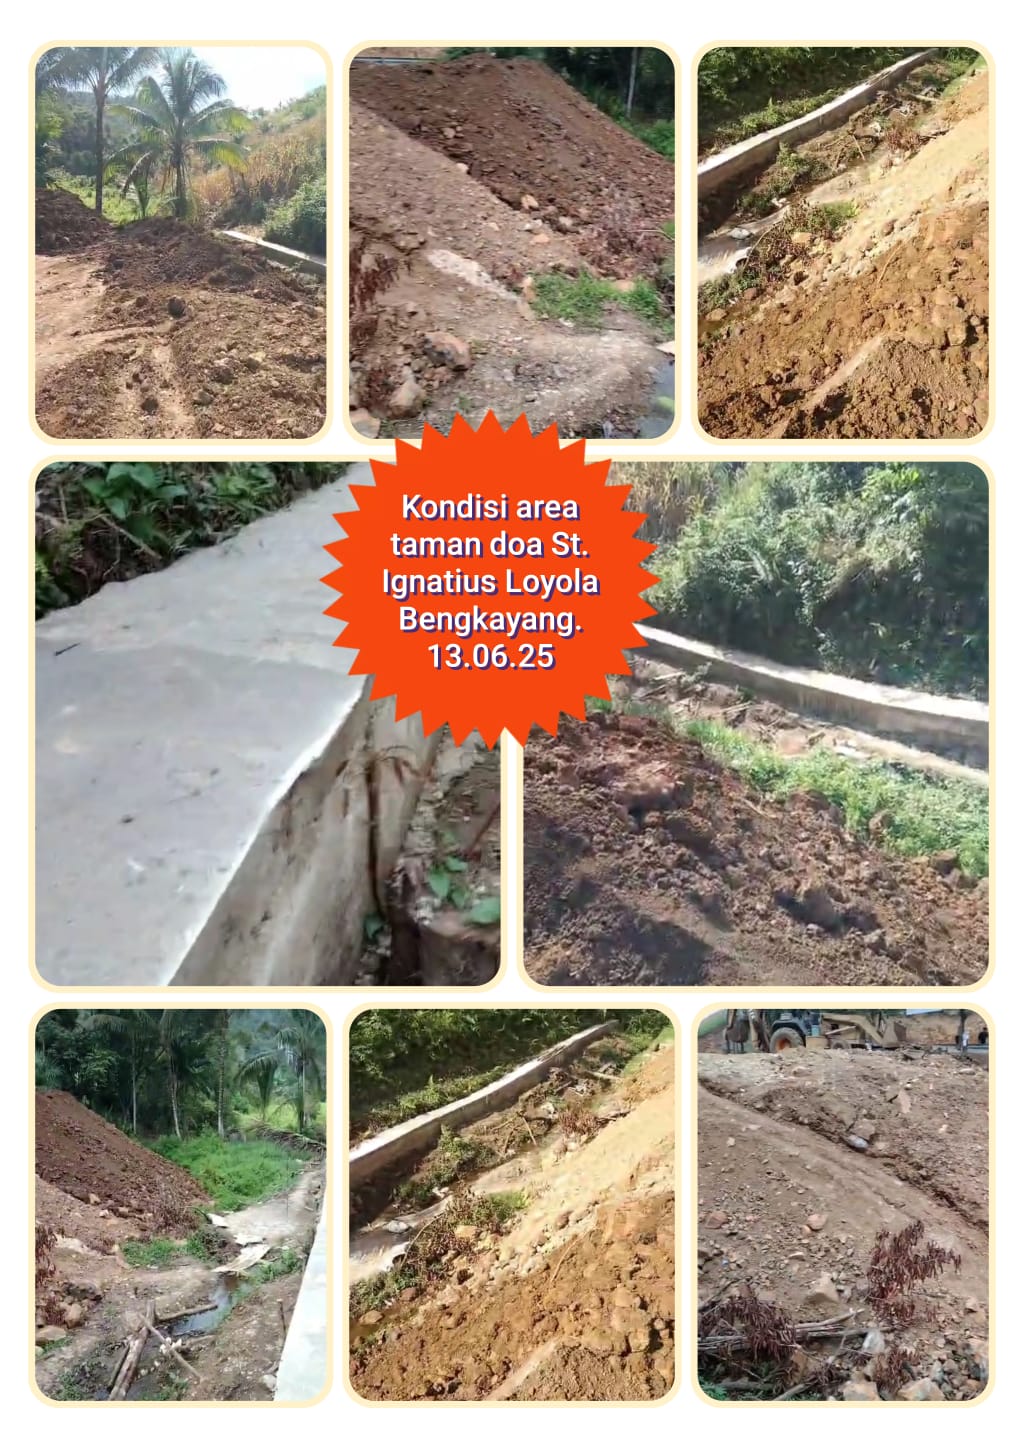 Kondisi area
taman doa St.
Ignatius Loyola
Bengkayang.
13.06.25